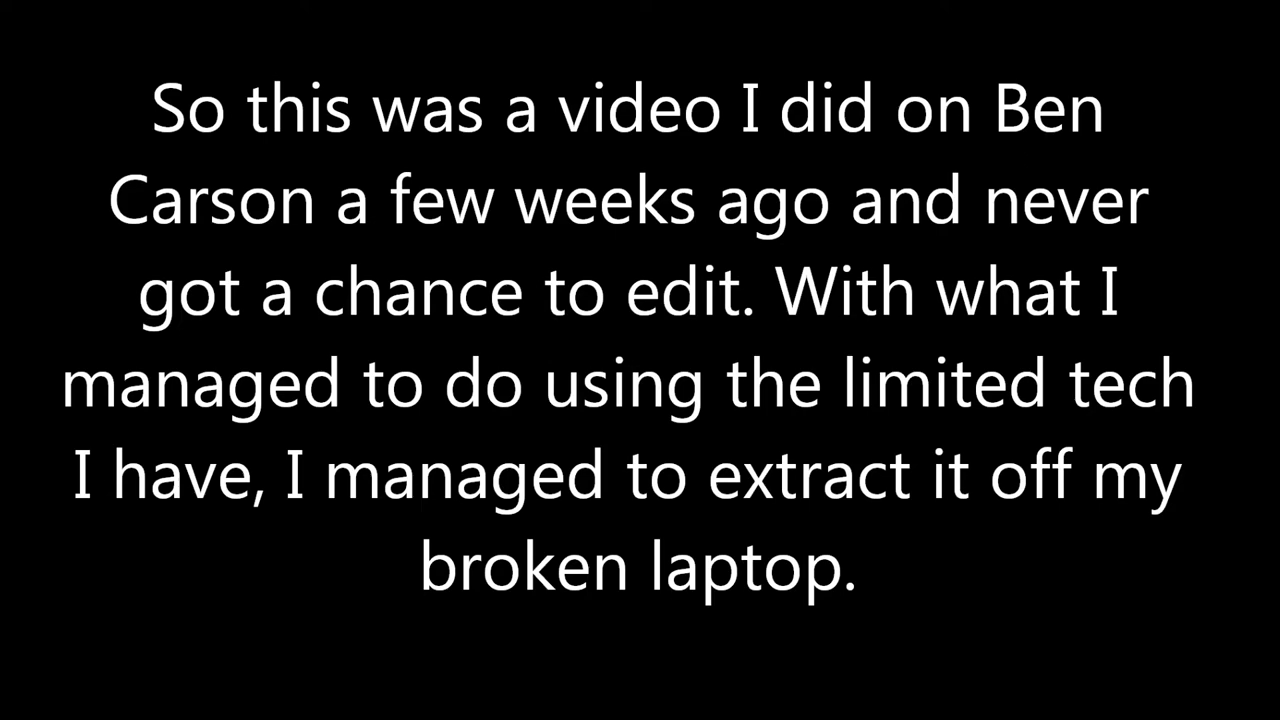 So this was a video I did on Ben
Carson a few weeks ago and never
got a chance to edit. With what I
managed to do using the limited tech
I have, I managed to extract it off my
broken laptop.